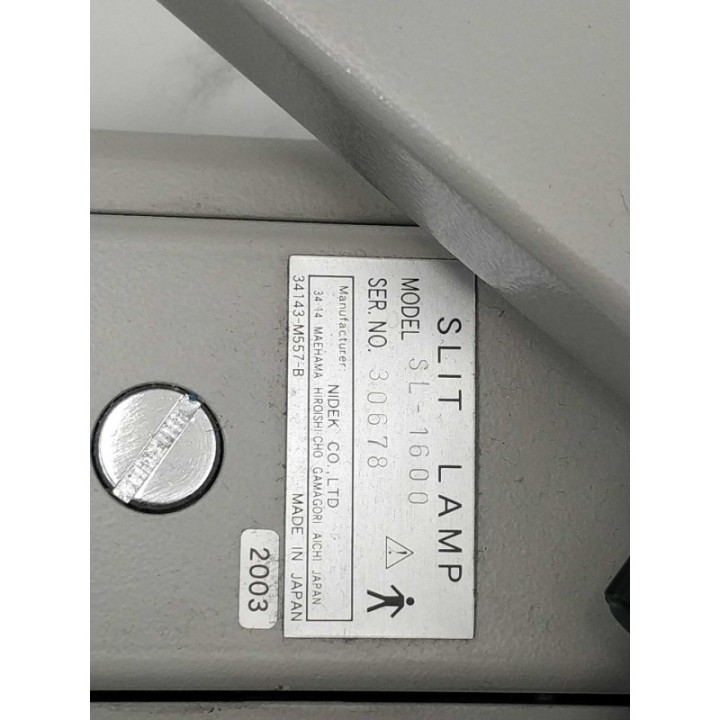 SLIT LAMP
MODEL SL-1600
SER. NO. 30678
Manufacturer: NIDEK CO., LTD
34-14 MAEHAMA HIROISHI-CHO GAMAGORI AICHI JAPAN
34143-M557-B MADE IN JAPAN
2003